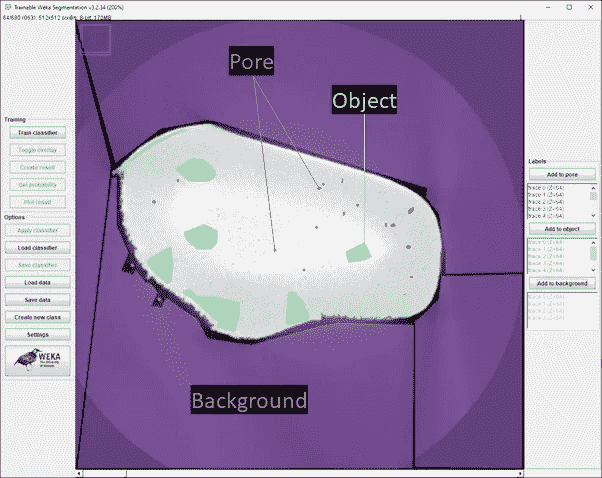 Trainable Weka Segmentation v3.2.34 (200%)
64/680 (063); 512x512 pixels; 8-bit; 172MB
Pore
Object
Background
Training
Train classifier
Toggle overlay
Create result
Get probability
Plot result
Options
Apply classifier
Load classifier
Save classifier
Load data
Save data
Create new class
Settings
WEKA
The University
of Waikato
Labels
Add to pore
trace 0 (Z=64)
trace 1 (Z=64)
trace 2 (Z=64)
trace 3 (Z=64)
trace 4 (Z=64)
Add to object
trace 0 (Z=64)
trace 1 (Z=64)
trace 2 (Z=64)
trace 3 (Z=64)
trace 4 (Z=64)
Add to background
trace 0 (Z=64)
trace 1 (Z=64)
trace 2 (Z=64)